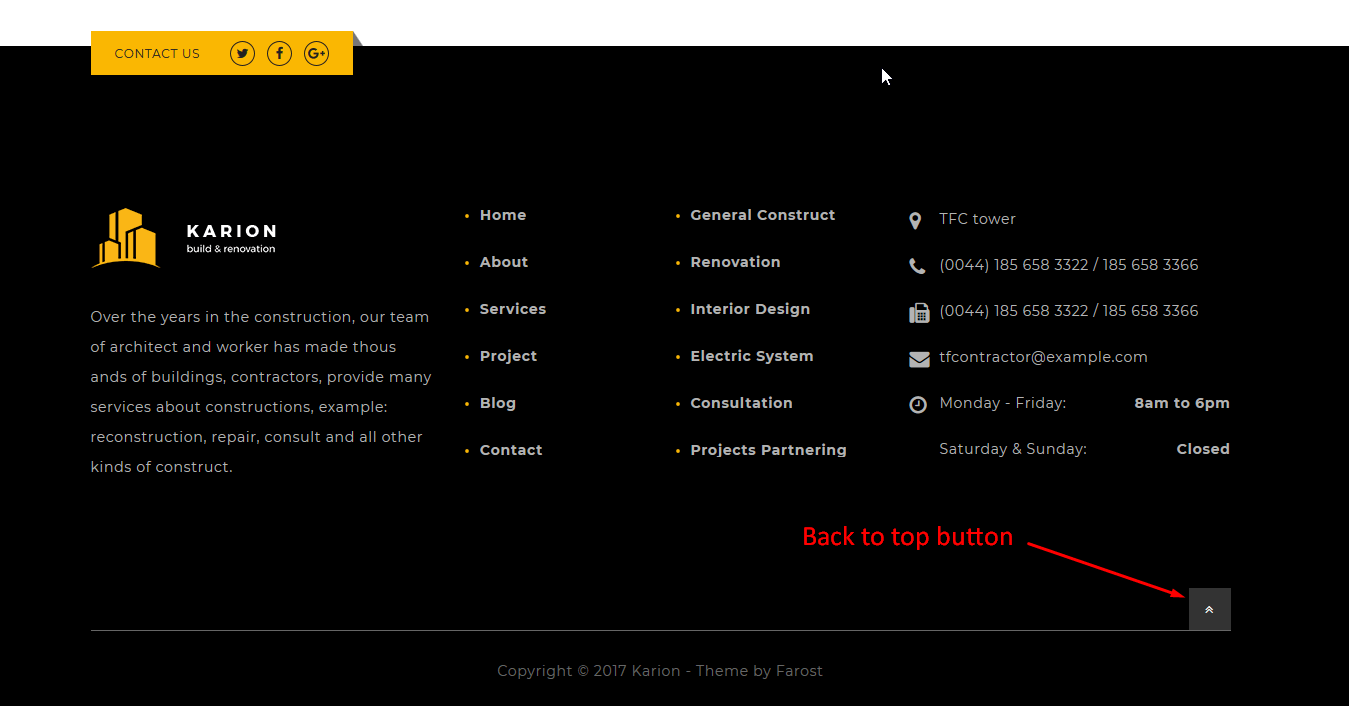 CONTACT US
KARION
build & renovation
Over the years in the construction, our team
of architect and worker has made thous
ands of buildings, contractors, provide many
services about constructions, example:
reconstruction, repair, consult and all other
kinds of construct.
Home
About
Services
Project
Blog
Contact
General Construct
Renovation
Interior Design
Electric System
Consultation
Projects Partnering
TFC tower
(0044) 185 658 3322 / 185 658 3366
(0044) 185 658 3322 / 185 658 3366
tfcontractor@example.com
Monday - Friday: 8am to 6pm
Saturday & Sunday: Closed
Back to top button
Copyright © 2017 Karion - Theme by Farost